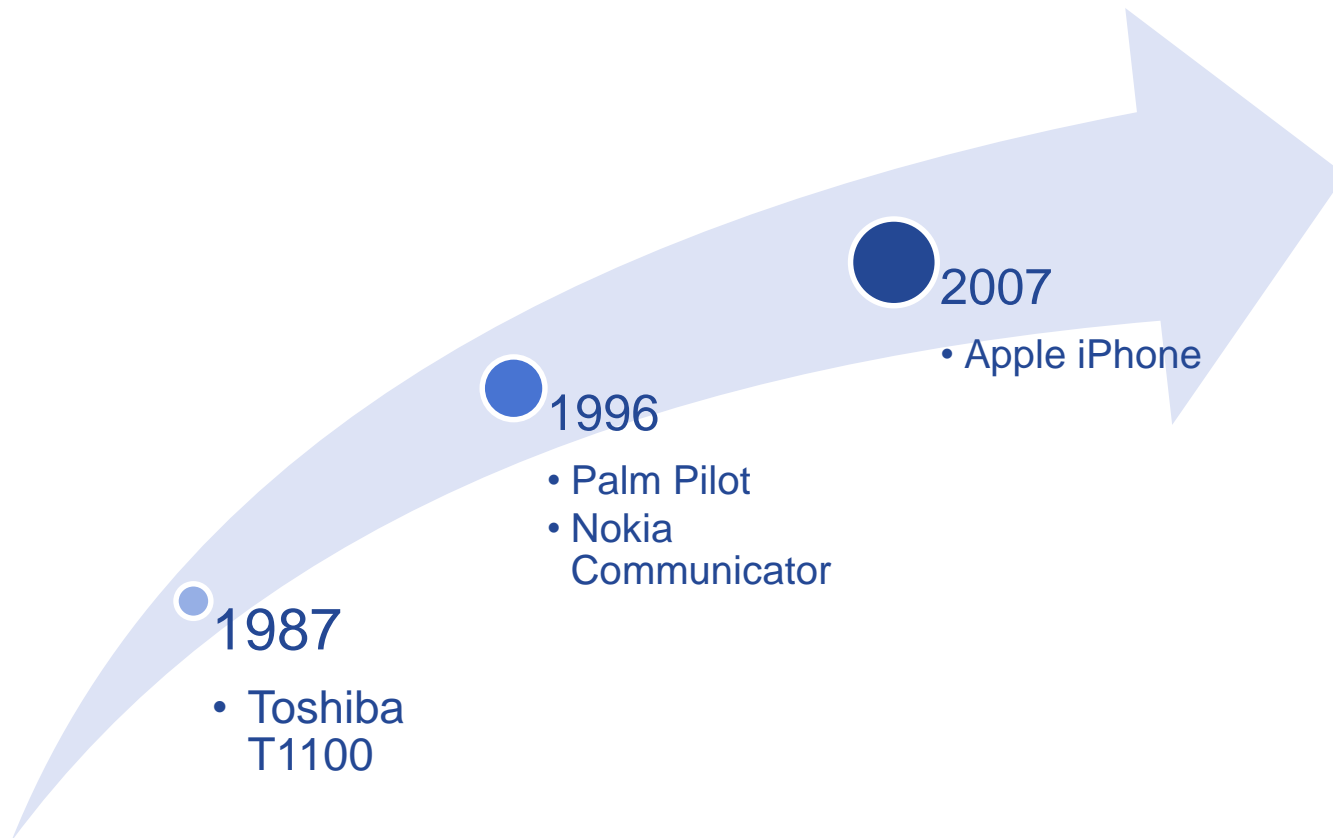 1987
• Toshiba
T1100
1996
• Palm Pilot
• Nokia
Communicator
2007
• Apple iPhone